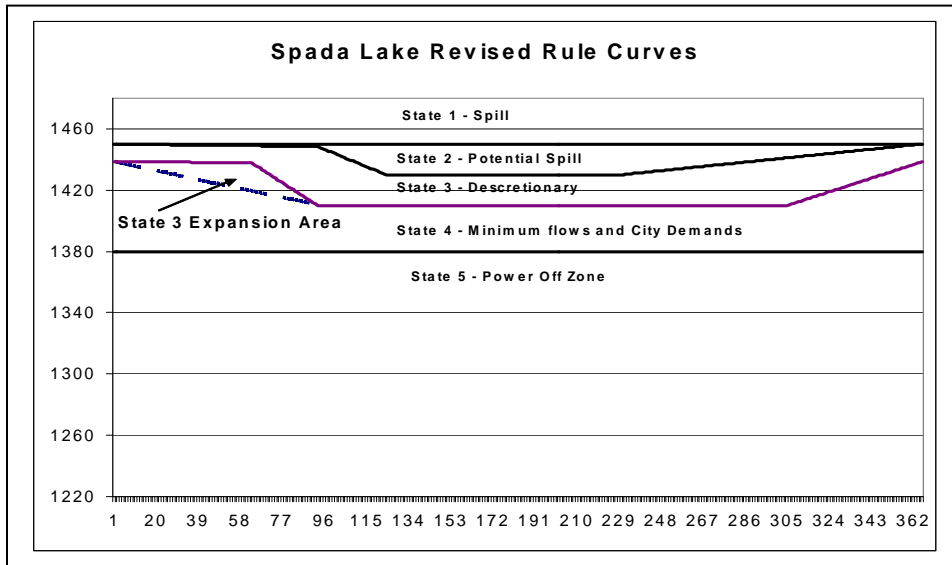 Spada Lake Revised Rule Curves
State 1 - Spill
1460
State 2 - Potential Spill
1420
State 3 - Descretionary
State 3 Expansion Area
State 4 - Minimum flows and City Demands
1380
State 5 - Power Off Zone
1340
1300
1260
1220
1 20 39 58 77 96 115 134 153 172 191 210 229 248 267 286 305 324 343 362